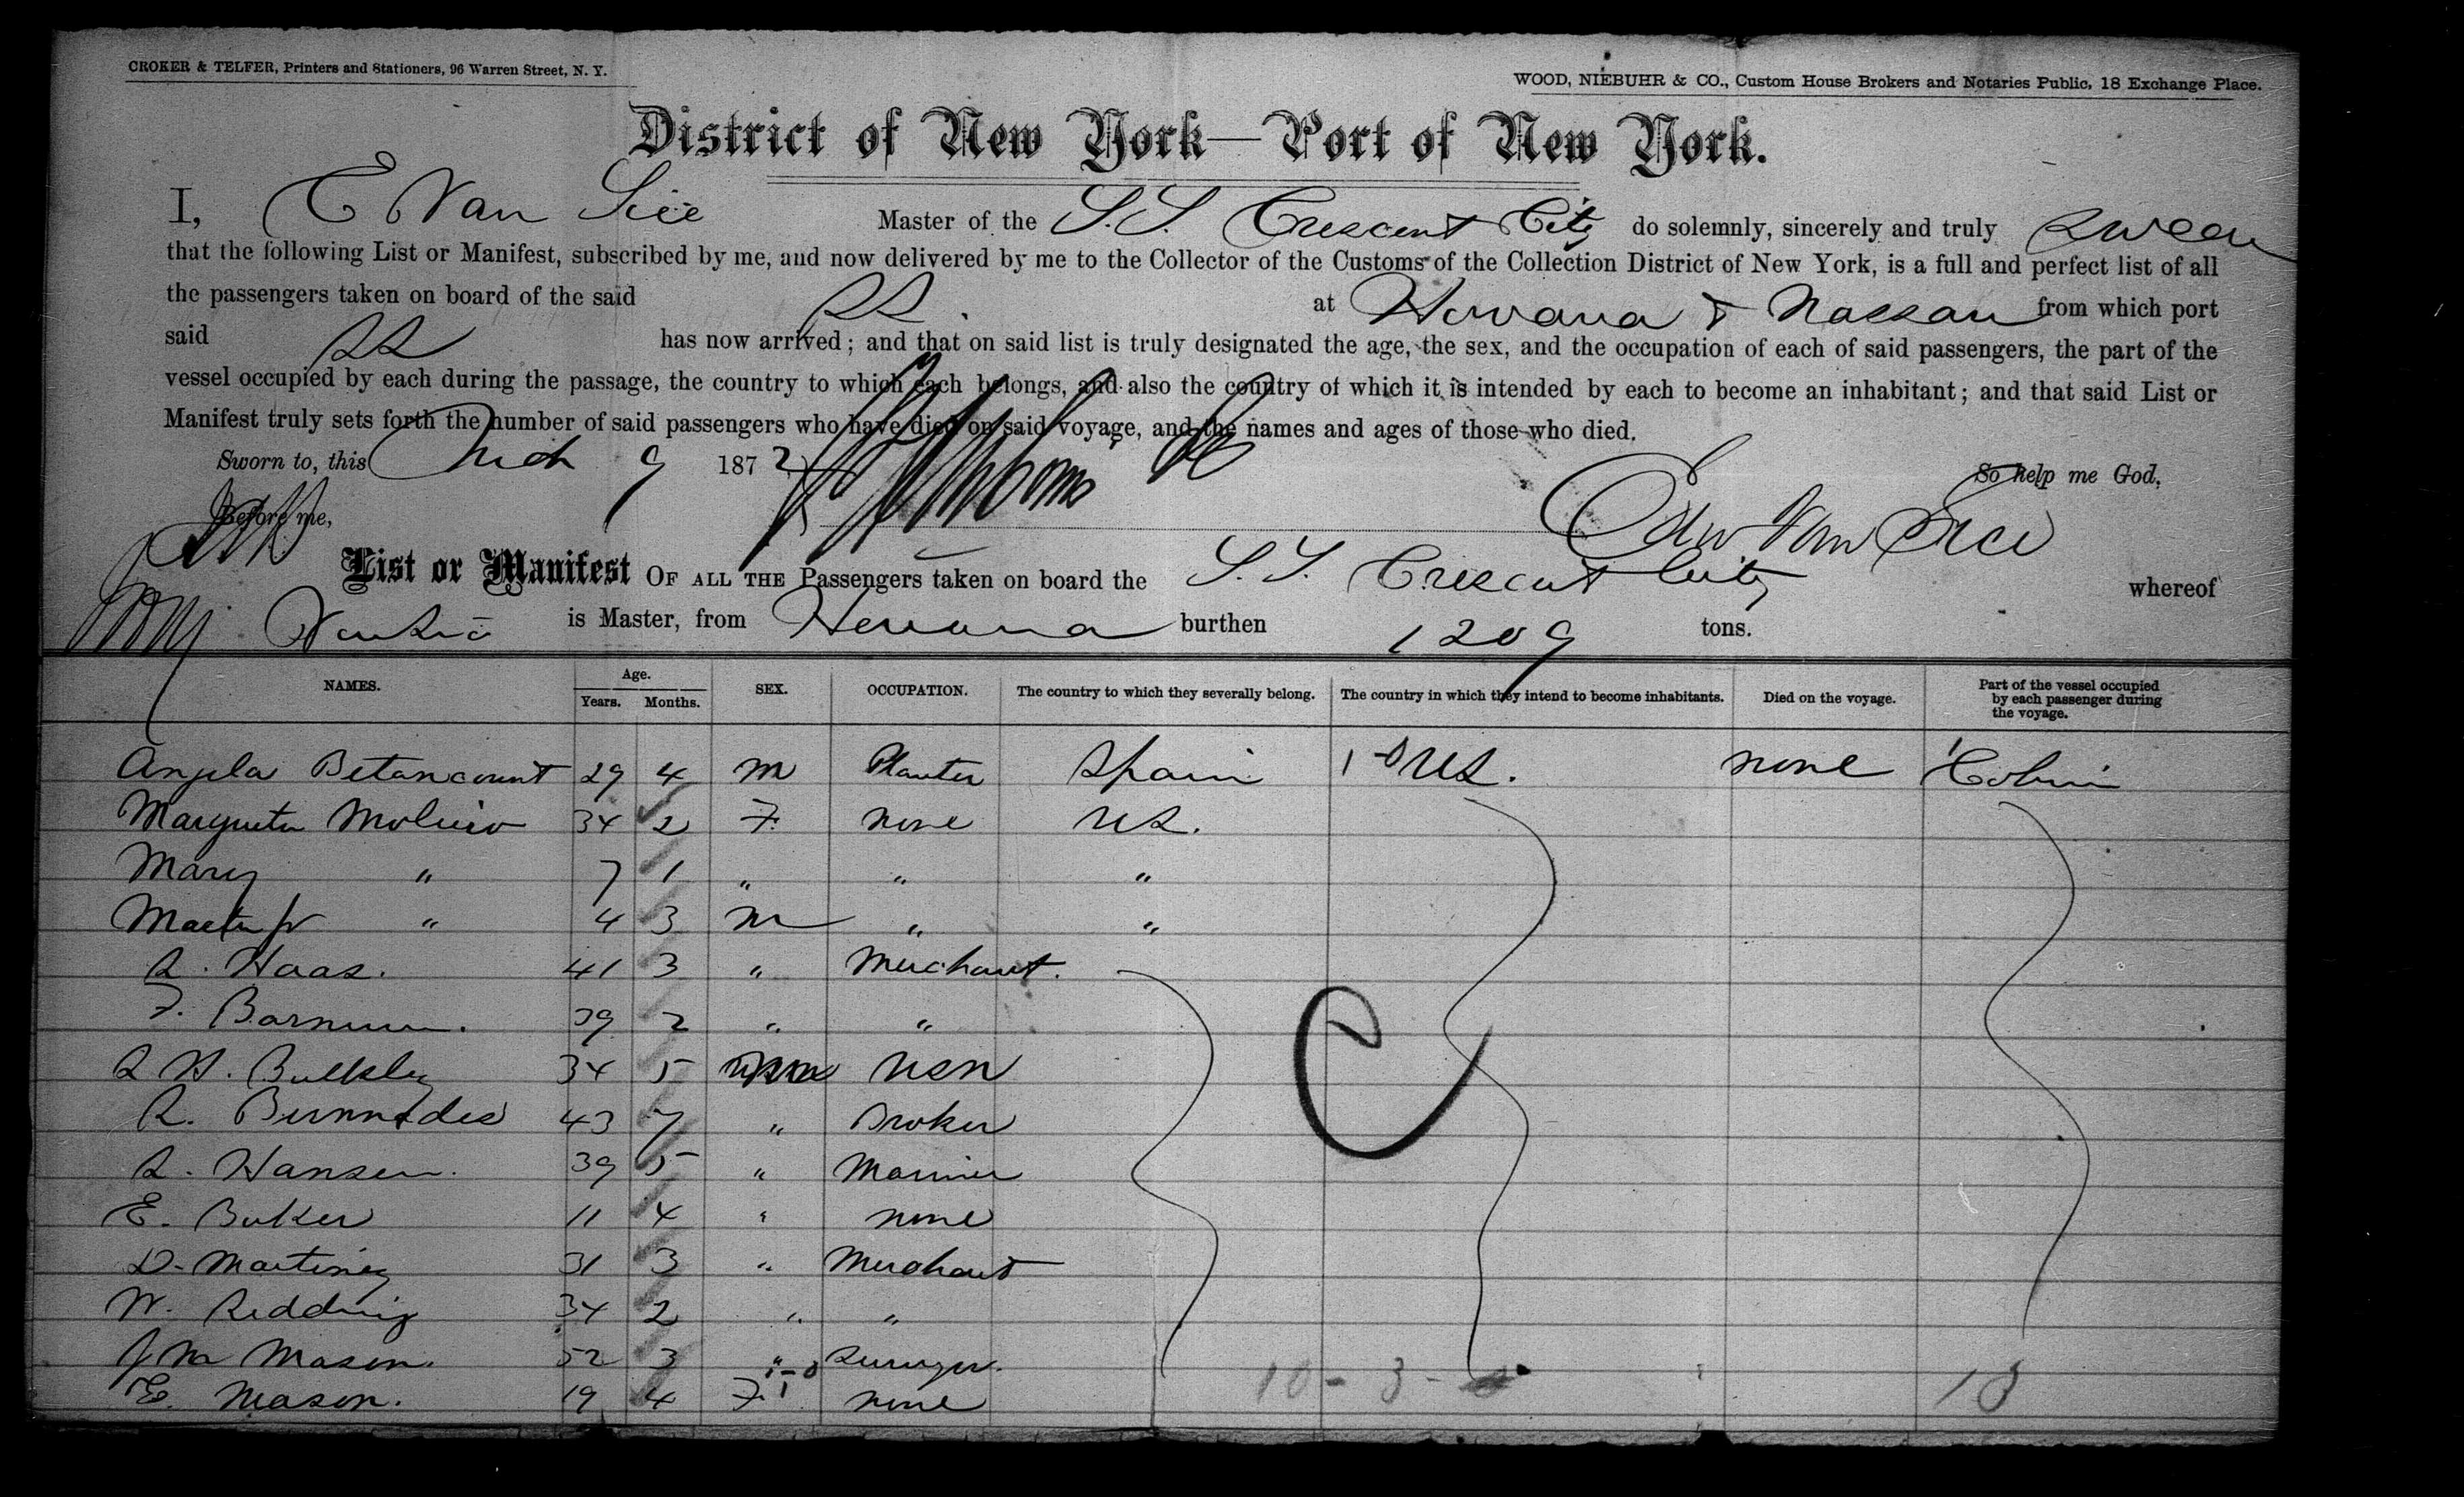 CROKER & TELFER, Printers and Stationers, 96 Warren Street, N. Y.
WOOD, NIEBUHR & CO., Custom House Brokers and Notaries Public, 18 Exchange Place.
District of New York—Port of New York.
I, E Van Sice Master of the S.S. Crescent City do solemnly, sincerely and truly swear
that the following List or Manifest, subscribed by me, and now delivered by me to the Collector of the Customs of the Collection District of New York, is a full and perfect list of all
the passengers taken on board of the said SS at Havana & Nassau from which port
said SS has now arrived; and that on said list is truly designated the age, the sex, and the occupation of each of said passengers, the part of the
vessel occupied by each during the passage, the country to which each belongs, and also the country of which it is intended by each to become an inhabitant; and that said List or
Manifest truly sets forth the number of said passengers who have died on said voyage, and the names and ages of those who died.
Sworn to, this Mch 9 1872 So help me God,
Before me, Edw Van Sice
List or Manifest OF ALL THE Passengers taken on board the S.S. Crescent City whereof
Van Sice is Master, from Havana burthen 1209 tons.
NAMES. Age. Years. Months. SEX. OCCUPATION. The country to which they severally belong. The country in which they intend to become inhabitants. Died on the voyage. Part of the vessel occupied by each passenger during the voyage.
Angela Betancourt 29 4 M Planter Spain US. none Cabin
Margueta 34 2 F. none US.
Mary " 7 1 " " "
4 3 M " "
S. Haas. 41 3 " Merchant.
F. Barnum. 39 2 " "
S H. Bulkley 34 5 USN
43 7 " Broker
S. Hansen. 39 5 " Mariner
E. Baker 11 4 " none
D. Martinez 31 3 " Merchant
W. Redding 34 2 " "
J M Mason. 52 3 "
E. Mason. 19 4 F. none